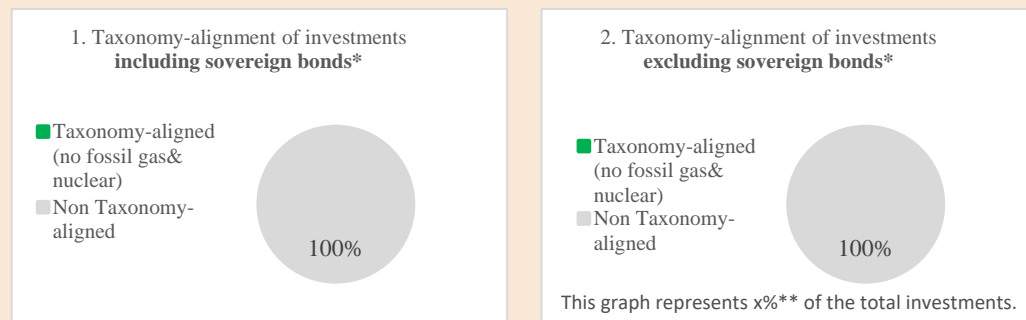 1. Taxonomy-alignment of investments
including sovereign bonds*
Taxonomy-aligned
(no fossil gas&
nuclear)
Non Taxonomy-
aligned
100%
2. Taxonomy-alignment of investments
excluding sovereign bonds*
Taxonomy-aligned
(no fossil gas&
nuclear)
Non Taxonomy-
aligned
100%
This graph represents x%** of the total investments.